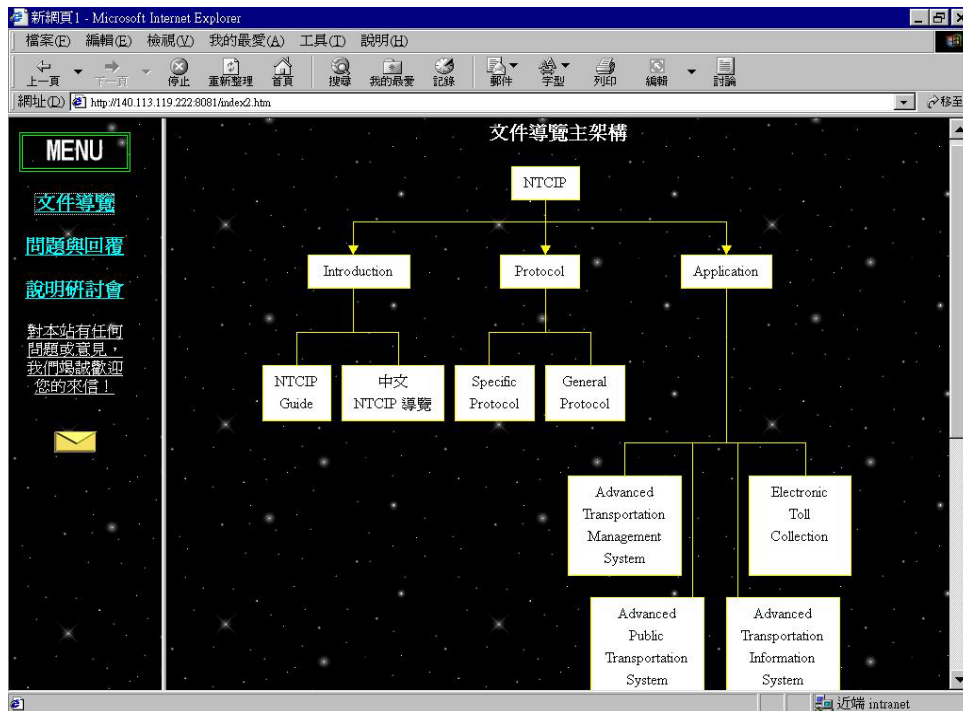 新網頁1 - Microsoft Internet Explorer
檔案(F) 編輯(E) 檢視(V) 我的最愛(A) 工具(T) 說明(H)
上一頁 下一頁 停止 重新整理 首頁 搜尋 我的最愛 記錄 郵件 字型 列印 編輯 討論
網址(D) http://140.113.119.222:8081/index2.htm 移至
MENU
文件導覽
問題與回覆
說明研討會
對本站有任何
問題或意見，
我們竭誠歡迎
您的來信！
文件導覽主架構
NTCIP
Introduction
Protocol
Application
NTCIP
Guide
中文
NTCIP 導覽
Specific
Protocol
General
Protocol
Advanced
Transportation
Management
System
Electronic
Toll
Collection
Advanced
Public
Transportation
System
Advanced
Transportation
Information
System
近端 intranet